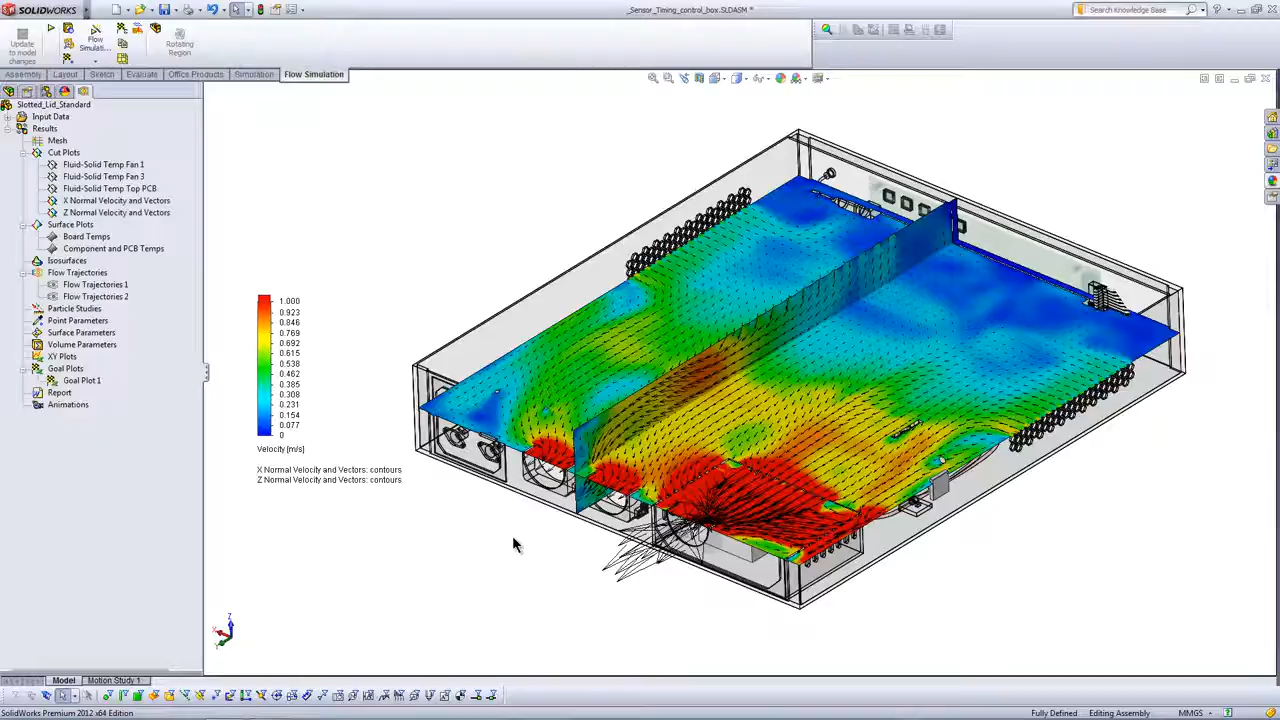 SOLIDWORKS
_Sensor_Timing_control_box.SLDASM *
Search Knowledge Base
Update
to model
changes
Flow
Simulati...
Rotating
Region
Assembly
Layout
Sketch
Evaluate
Office Products
Simulation
Flow Simulation
Slotted_Lid_Standard
Input Data
Results
Mesh
Cut Plots
Fluid-Solid Temp Fan 1
Fluid-Solid Temp Fan 3
Fluid-Solid Temp Top PCB
X Normal Velocity and Vectors
Z Normal Velocity and Vectors
Surface Plots
Board Temps
Component and PCB Temps
Isosurfaces
Flow Trajectories
Flow Trajectories 1
Flow Trajectories 2
Particle Studies
Point Parameters
Surface Parameters
Volume Parameters
XY Plots
Goal Plots
Goal Plot 1
Report
Animations
1.000
0.923
0.846
0.769
0.692
0.615
0.538
0.462
0.385
0.308
0.231
0.154
0.077
0
Velocity [m/s]
X Normal Velocity and Vectors: contours
Z Normal Velocity and Vectors: contours
Z
X
Y
Model
Motion Study 1
SolidWorks Premium 2012 x64 Edition
Fully Defined
Editing Assembly
MMGS